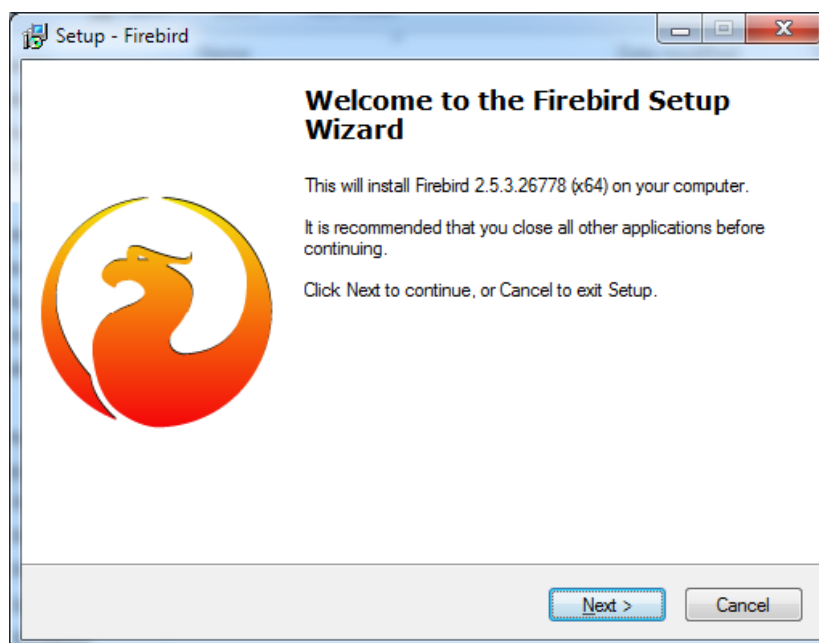 Setup - Firebird
Welcome to the Firebird Setup
Wizard
This will install Firebird 2.5.3.26778 (x64) on your computer.
It is recommended that you close all other applications before
continuing.
Click Next to continue, or Cancel to exit Setup.
Next >
Cancel